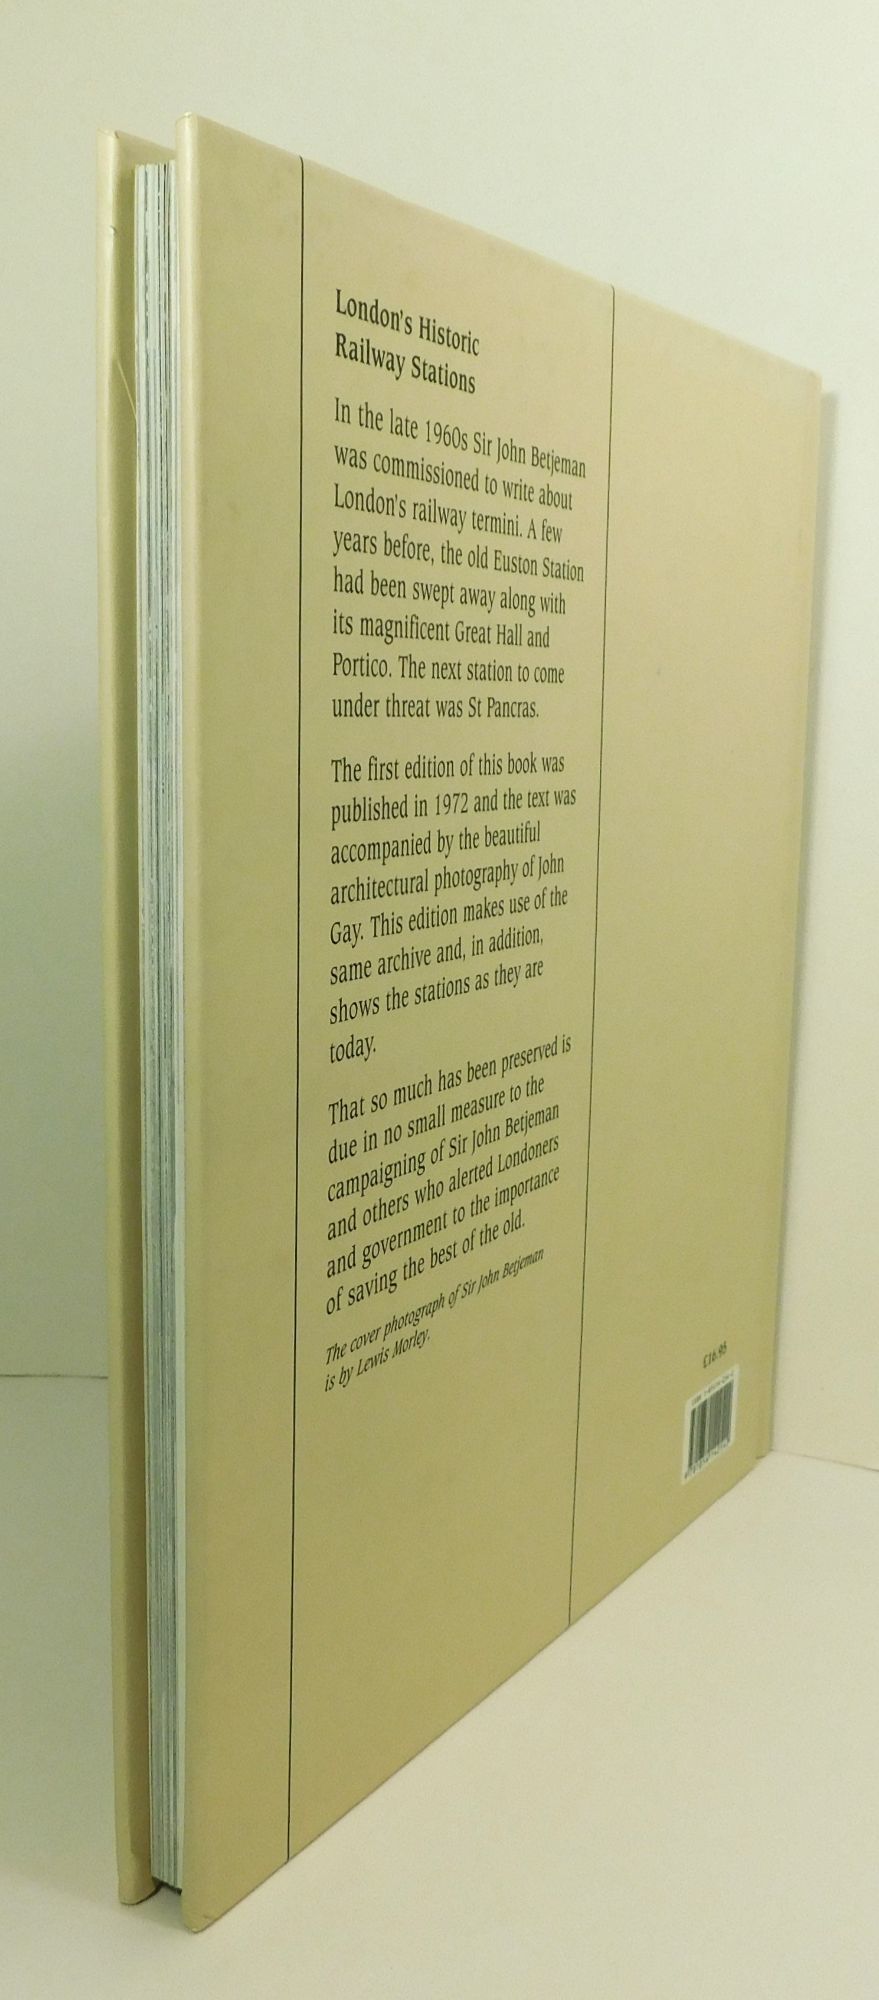 London's Historic
Railway Stations
In the late 1960s Sir John Betjeman
was commissioned to write about
London's railway termini. A few
years before, the old Euston Station
had been swept away along with
its magnificent Great Hall and
Portico. The next station to come
under threat was St Pancras.
The first edition of this book was
published in 1972 and the text was
accompanied by the beautiful
architectural photography of John
Gay. This edition makes use of the
same archive and, in addition,
shows the stations as they are
today.
That so much has been preserved is
due in no small measure to the
campaigning of Sir John Betjeman
and others who alerted Londoners
and government to the importance
of saving the best of the old.
The cover photograph of Sir John Betjeman
is by Lewis Morley.
£16.95